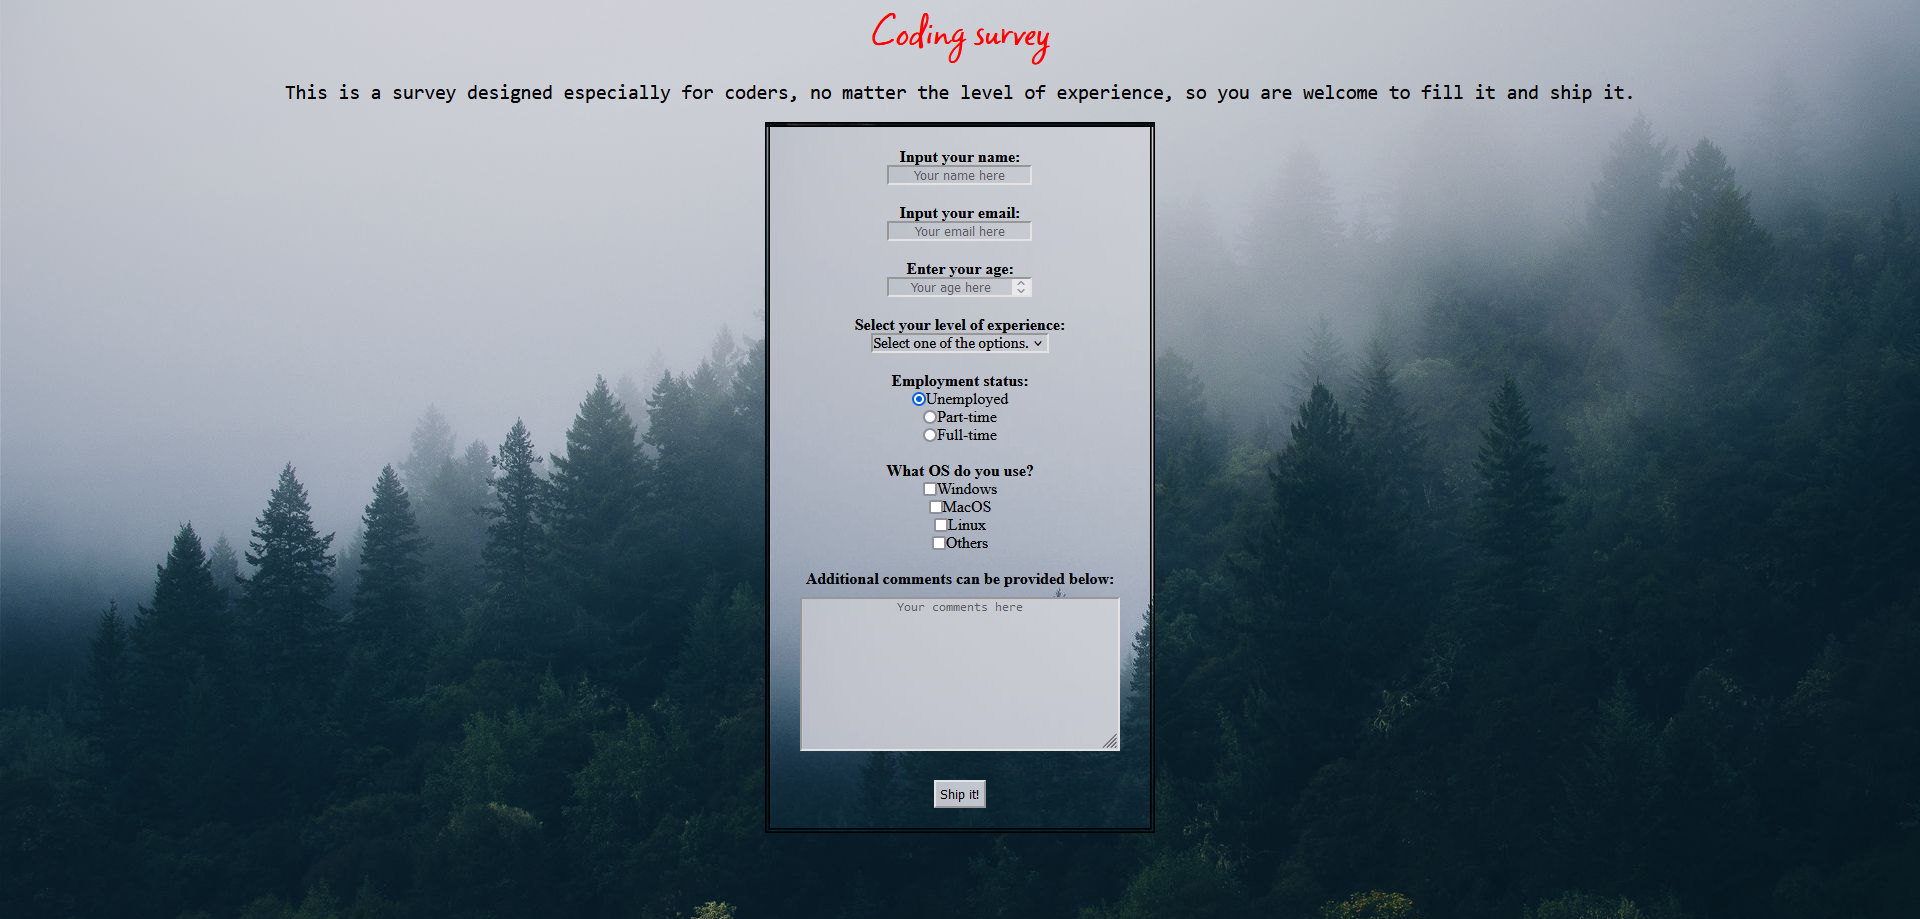 Coding survey
This is a survey designed especially for coders, no matter the level of experience, so you are welcome to fill it and ship it.
Input your name:
Your name here
Input your email:
Your email here
Enter your age:
Your age here
Select your level of experience:
Select one of the options.
Employment status:
Unemployed
Part-time
Full-time
What OS do you use?
Windows
MacOS
Linux
Others
Additional comments can be provided below:
Your comments here
Ship it!